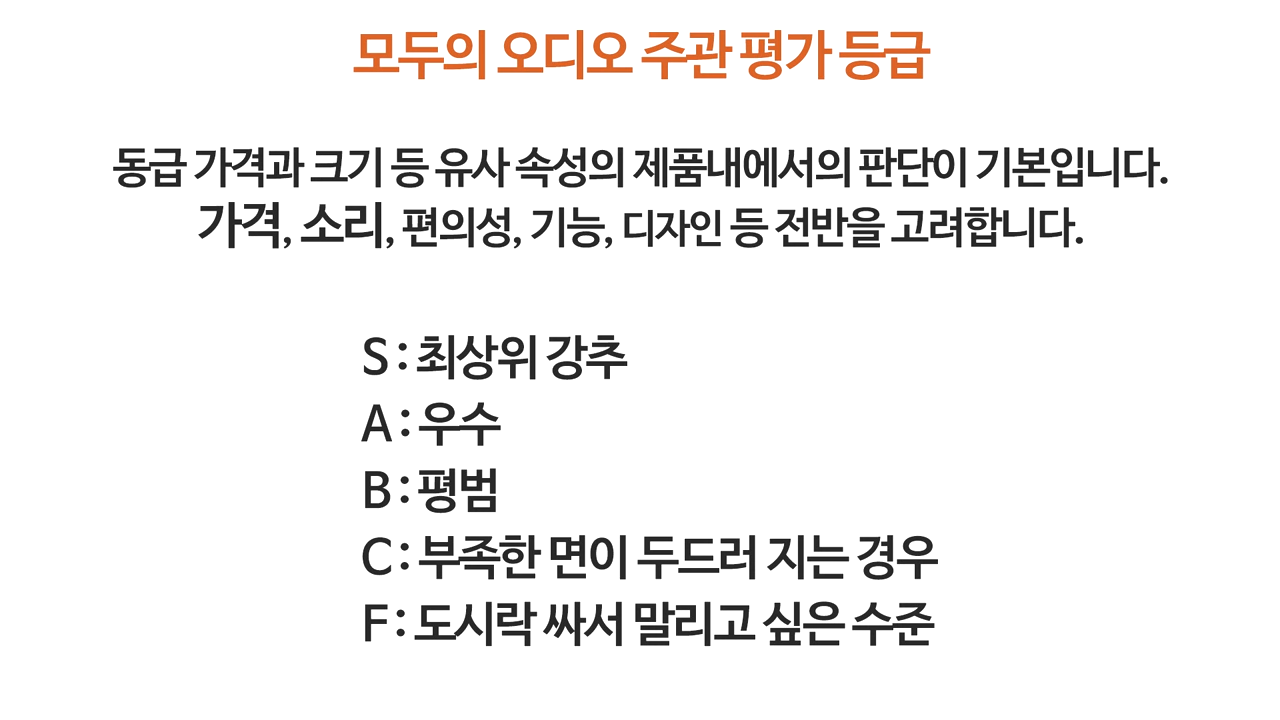 모두의 오디오 주관 평가 등급
동급 가격과 크기 등 유사 속성의 제품내에서의 판단이 기본입니다.
가격, 소리, 편의성, 기능, 디자인 등 전반을 고려합니다.
S : 최상위 강추
A : 우수
B : 평범
C : 부족한 면이 두드러 지는 경우
F : 도시락 싸서 말리고 싶은 수준